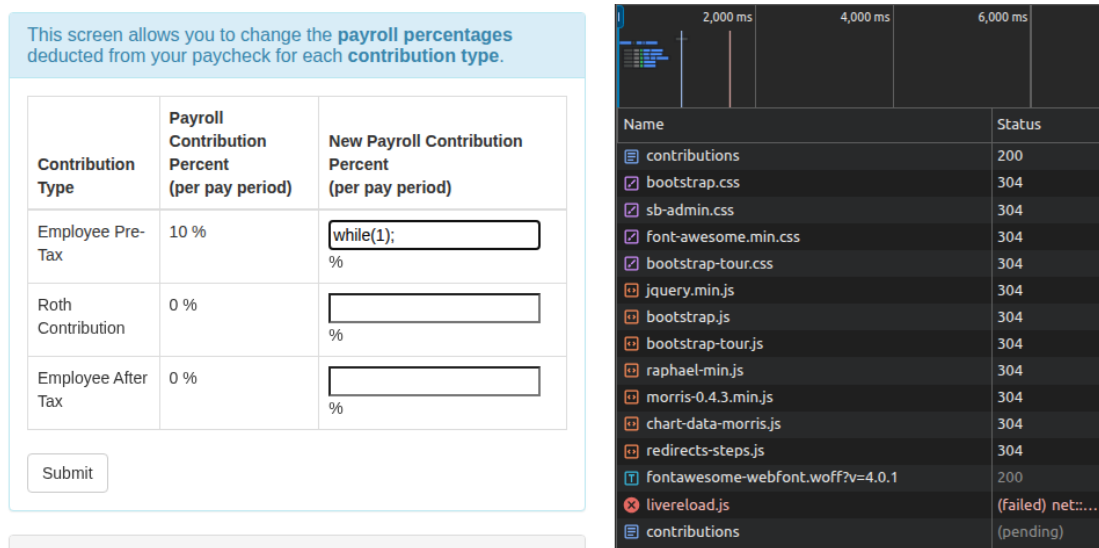 This screen allows you to change the payroll percentages
deducted from your paycheck for each contribution type.
Contribution
Type
Payroll
Contribution
Percent
(per pay period)
New Payroll Contribution
Percent
(per pay period)
Employee Pre-
Tax
10 %
while(1);
%
Roth
Contribution
0 %
%
Employee After
Tax
0 %
%
Submit
2,000 ms
4,000 ms
6,000 ms
Name
Status
contributions
200
bootstrap.css
304
sb-admin.css
304
font-awesome.min.css
304
bootstrap-tour.css
304
jquery.min.js
304
bootstrap.js
304
bootstrap-tour.js
304
raphael-min.js
304
morris-0.4.3.min.js
304
chart-data-morris.js
304
redirects-steps.js
304
fontawesome-webfont.woff?v=4.0.1
200
livereload.js
(failed) net::...
contributions
(pending)